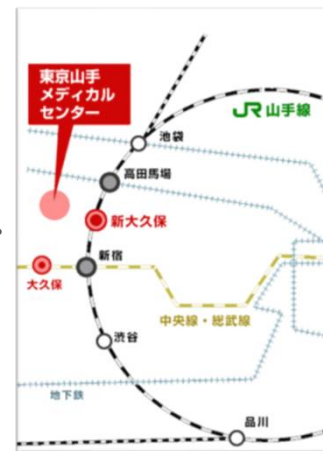 東京山手
メディカル
センター
JR 山手線
池袋
高田馬場
新大久保
新宿
大久保
中央線・総武線
渋谷
地下鉄
品川